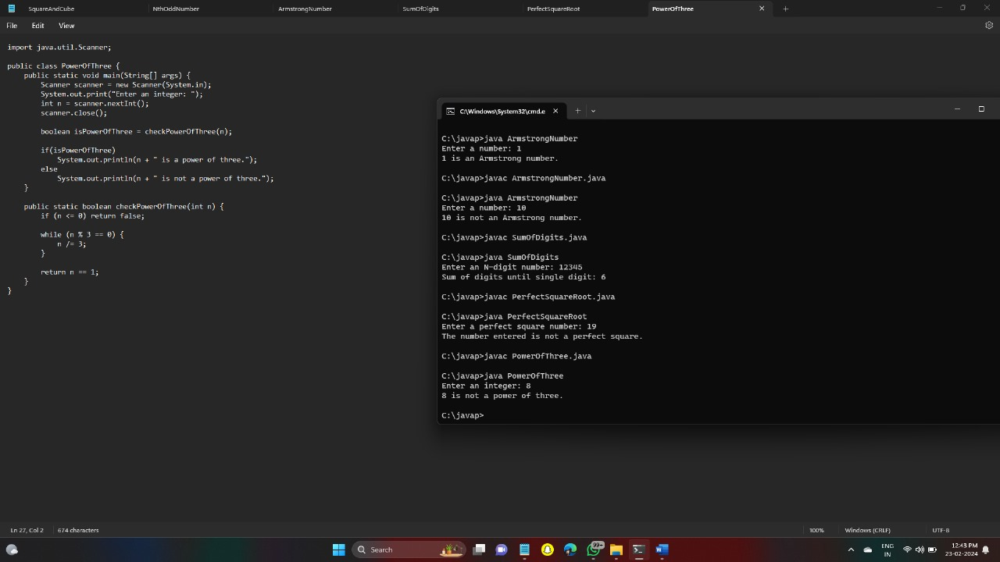 SquareAndCube NthOddNumber ArmstrongNumber SumOfDigits PerfectSquareRoot PowerOfThree
File Edit View
import java.util.Scanner;
public class PowerOfThree {
public static void main(String[] args) {
Scanner scanner = new Scanner(System.in);
System.out.print("Enter an integer: ");
int n = scanner.nextInt();
scanner.close();
boolean isPowerOfThree = checkPowerOfThree(n);
if(isPowerOfThree)
System.out.println(n + " is a power of three.");
else
System.out.println(n + " is not a power of three.");
}
public static boolean checkPowerOfThree(int n) {
if (n <= 0) return false;
while (n % 3 == 0) {
n /= 3;
}
return n == 1;
}
}
C:\Windows\System32\cmd.e
C:\javap>java ArmstrongNumber
Enter a number: 1
1 is an Armstrong number.
C:\javap>javac ArmstrongNumber.java
C:\javap>java ArmstrongNumber
Enter a number: 10
10 is not an Armstrong number.
C:\javap>javac SumOfDigits.java
C:\javap>java SumOfDigits
Enter an N-digit number: 12345
Sum of digits until single digit: 6
C:\javap>javac PerfectSquareRoot.java
C:\javap>java PerfectSquareRoot
Enter a perfect square number: 19
The number entered is not a perfect square.
C:\javap>javac PowerOfThree.java
C:\javap>java PowerOfThree
Enter an integer: 8
8 is not a power of three.
C:\javap>
Ln 27, Col 2 674 characters 100% Windows (CRLF) UTF-8
Search
99+
ENG
IN
12:43 PM
23-02-2024